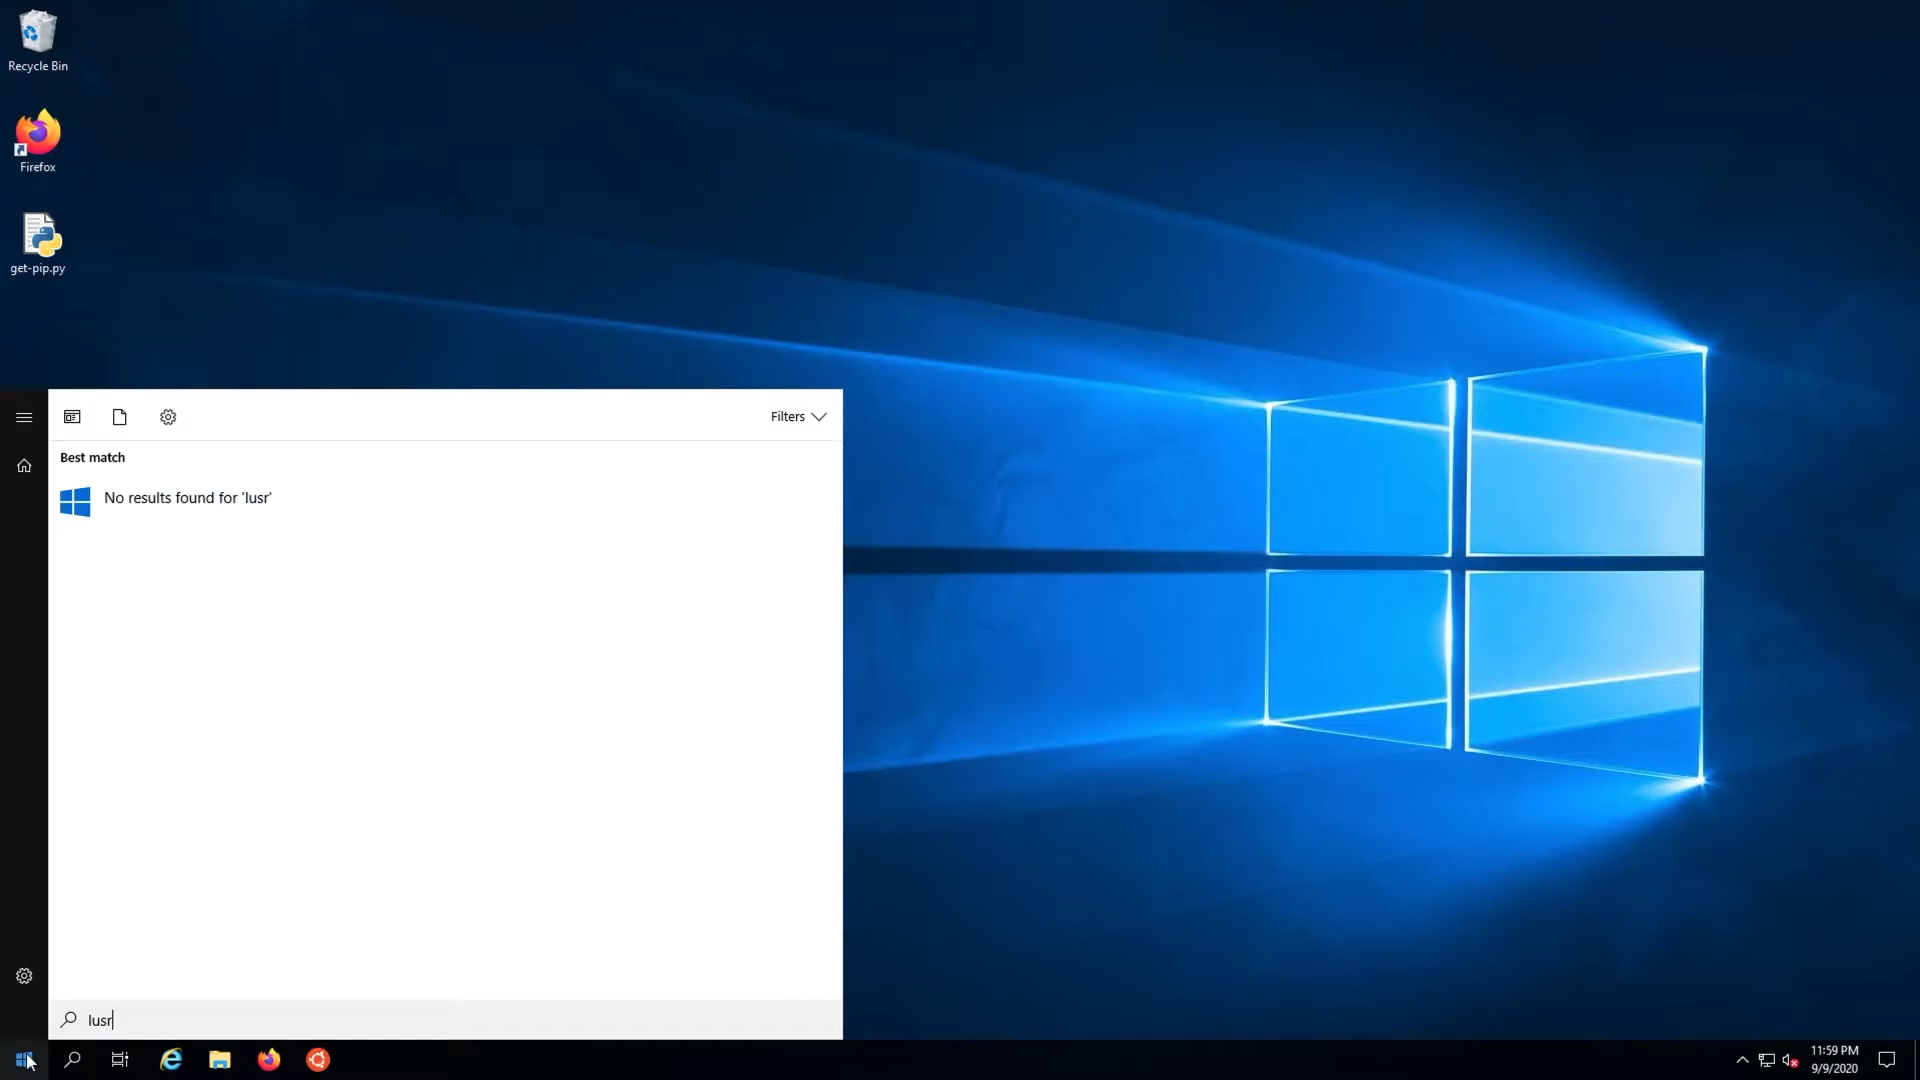 Recycle Bin
Firefox
get-pip.py
Filters
Best match
No results found for 'lusr'
lusr
11:59 PM
9/9/2020